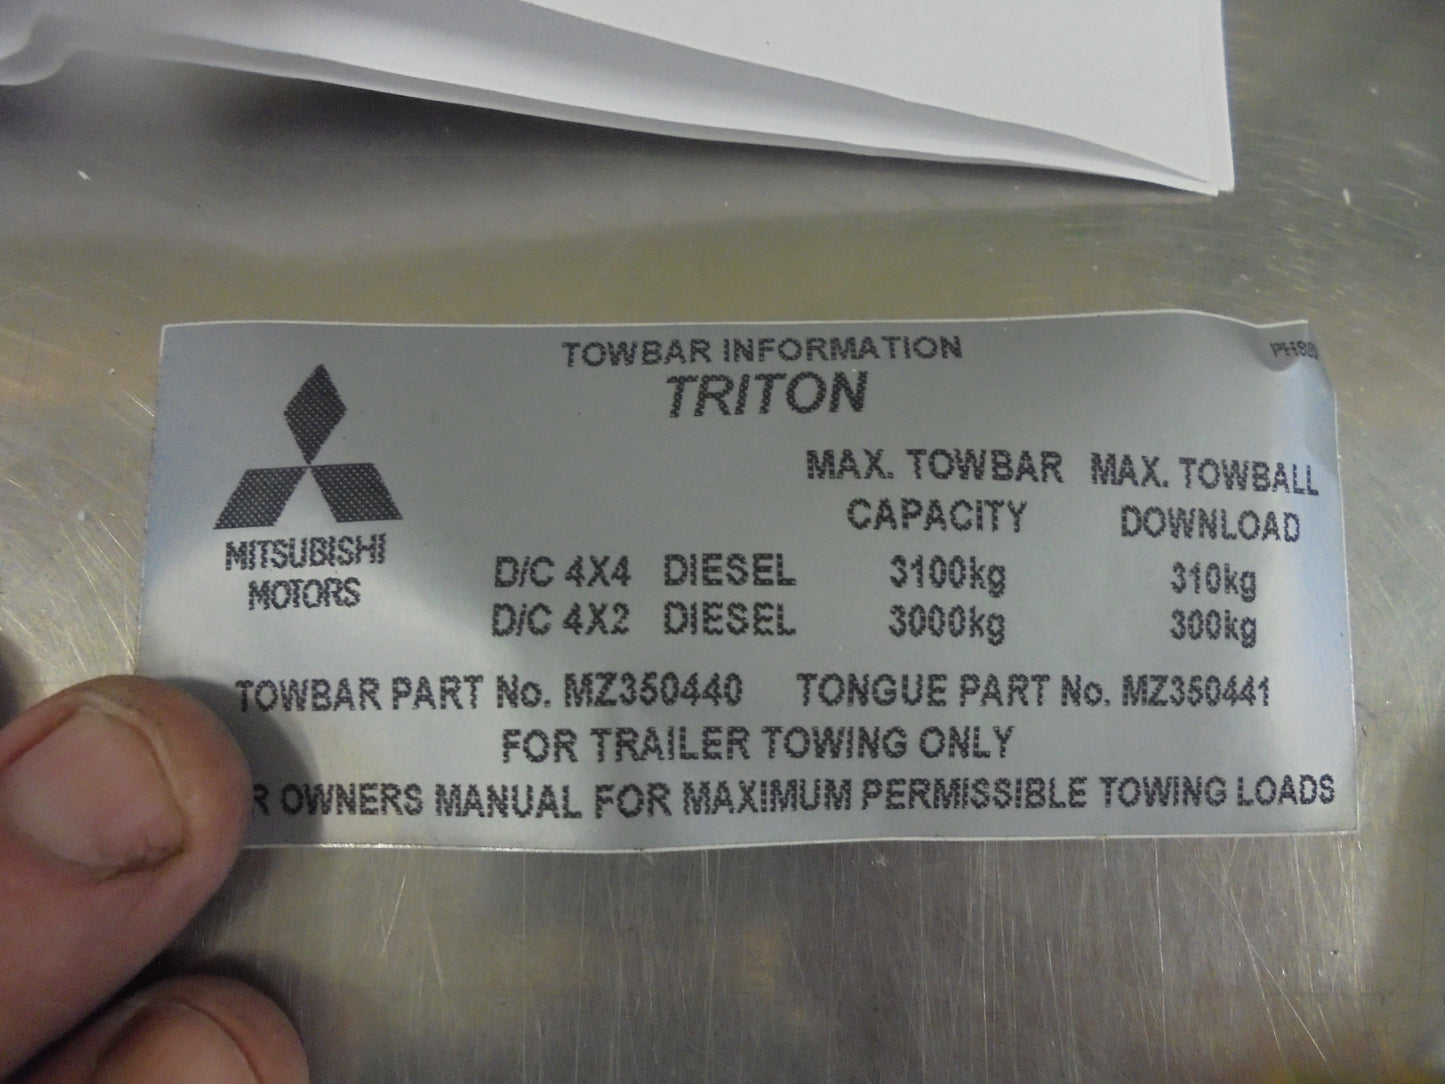 TOWBAR INFORMATION
TRITON
MITSUBISHI
MOTORS
MAX. TOWBAR MAX. TOWBALL
CAPACITY DOWNLOAD
D/C 4X4 DIESEL 3100kg 310kg
D/C 4X2 DIESEL 3000kg 300kg
TOWBAR PART No. MZ350440 TONGUE PART No. MZ350441
FOR TRAILER TOWING ONLY
OWNERS MANUAL FOR MAXIMUM PERMISSIBLE TOWING LOADS